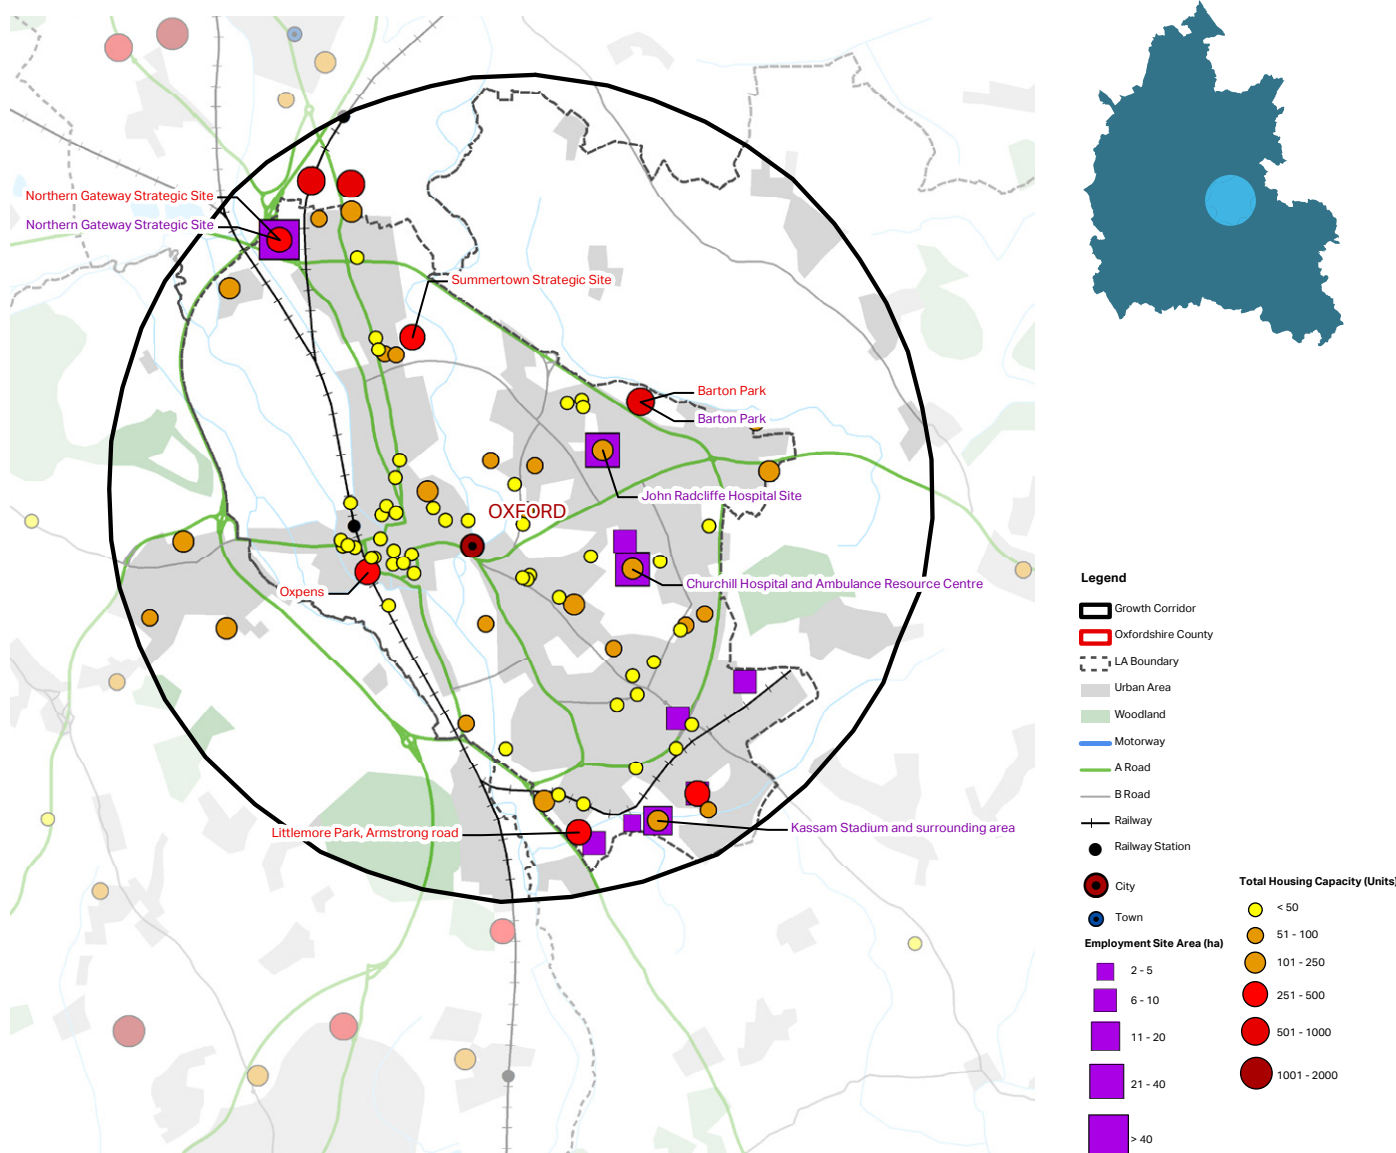 Northern Gateway Strategic Site
Northern Gateway Strategic Site
Summertown Strategic Site
Barton Park
Barton Park
John Radcliffe Hospital Site
OXFORD
Churchill Hospital and Ambulance Resource Centre
Oxpens
Littlemore Park, Armstrong road
Kassam Stadium and surrounding area
Legend
Growth Corridor
Oxfordshire County
LA Boundary
Urban Area
Woodland
Motorway
A Road
B Road
Railway
Railway Station
City
Town
Employment Site Area (ha)
2 - 5
6 - 10
11 - 20
21 - 40
> 40
Total Housing Capacity (Units)
< 50
51 - 100
101 - 250
251 - 500
501 - 1000
1001 - 2000